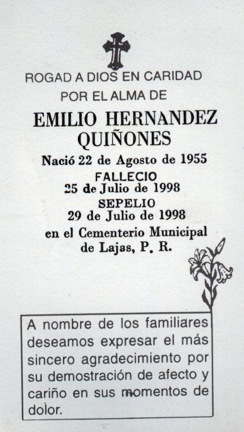 ROGAD A DIOS EN CARIDAD
POR EL ALMA DE
EMILIO HERNANDEZ
QUIÑONES
Nació 22 de Agosto de 1955
FALLECIO
25 de Julio de 1998
SEPELIO
29 de Julio de 1998
en el Cementerio Municipal
de Lajas, P. R.
A nombre de los familiares
deseamos expresar el más
sincero agradecimiento por
su demostración de afecto y
cariño en sus momentos de
dolor.